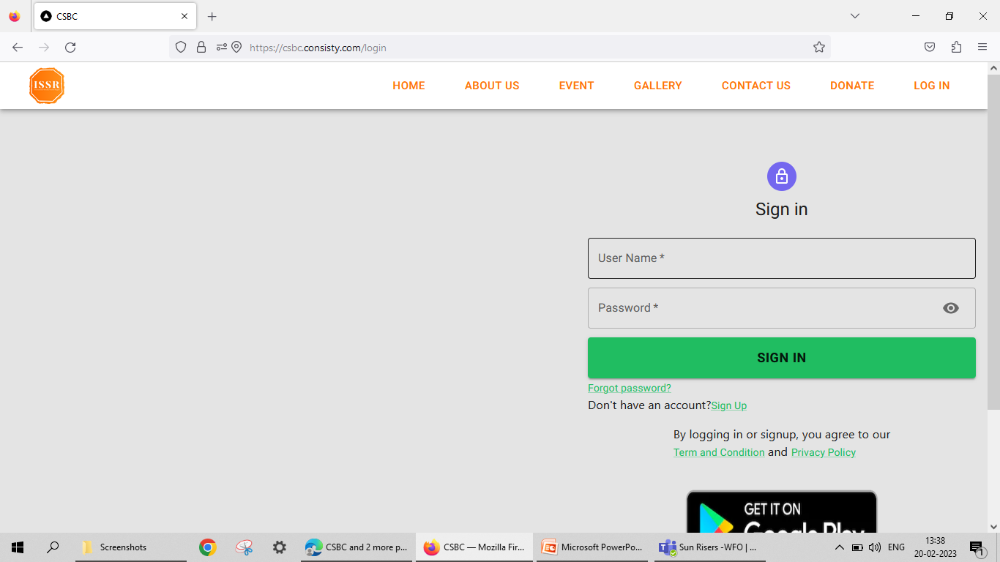 CSBC
https://csbc.consisty.com/login
ISSR
HOME ABOUT US EVENT GALLERY CONTACT US DONATE LOG IN
Sign in
User Name *
Password *
SIGN IN
Forgot password?
Don't have an account?Sign Up
By logging in or signup, you agree to our
Term and Condition and Privacy Policy
GET IT ON
Google Play
Screenshots
CSBC and 2 more p...
CSBC — Mozilla Fir...
Microsoft PowerPo...
Sun Risers -WFO | ...
ENG
13:38
20-02-2023
1